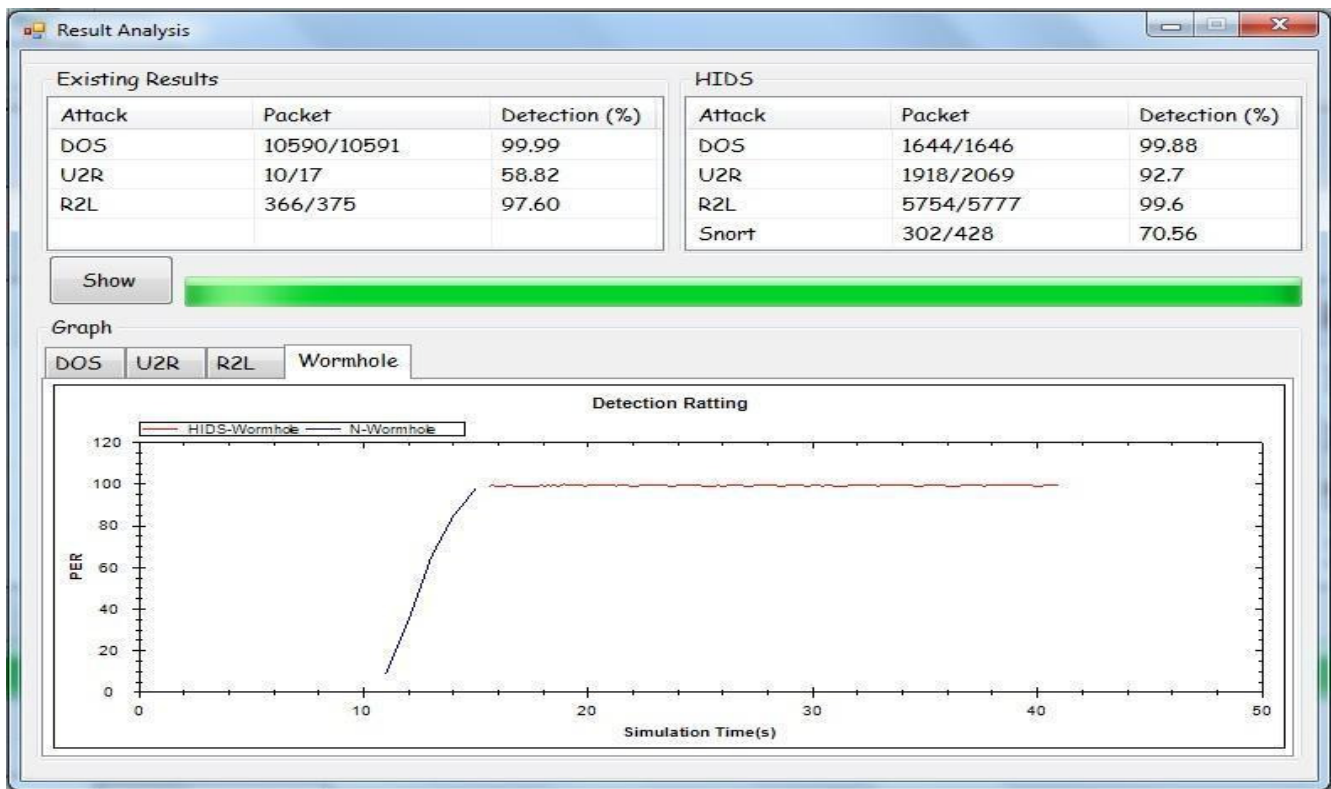 Result Analysis
Existing Results
Attack Packet Detection (%)
DOS 10590/10591 99.99
U2R 10/17 58.82
R2L 366/375 97.60
HIDS
Attack Packet Detection (%)
DOS 1644/1646 99.88
U2R 1918/2069 92.7
R2L 5754/5777 99.6
Snort 302/428 70.56
Show
Graph
DOS U2R R2L Wormhole
Detection Ratting
HIDS-Wormhole N-Wormhole
PER
120
100
80
60
40
20
0
0 10 20 30 40 50
Simulation Time(s)